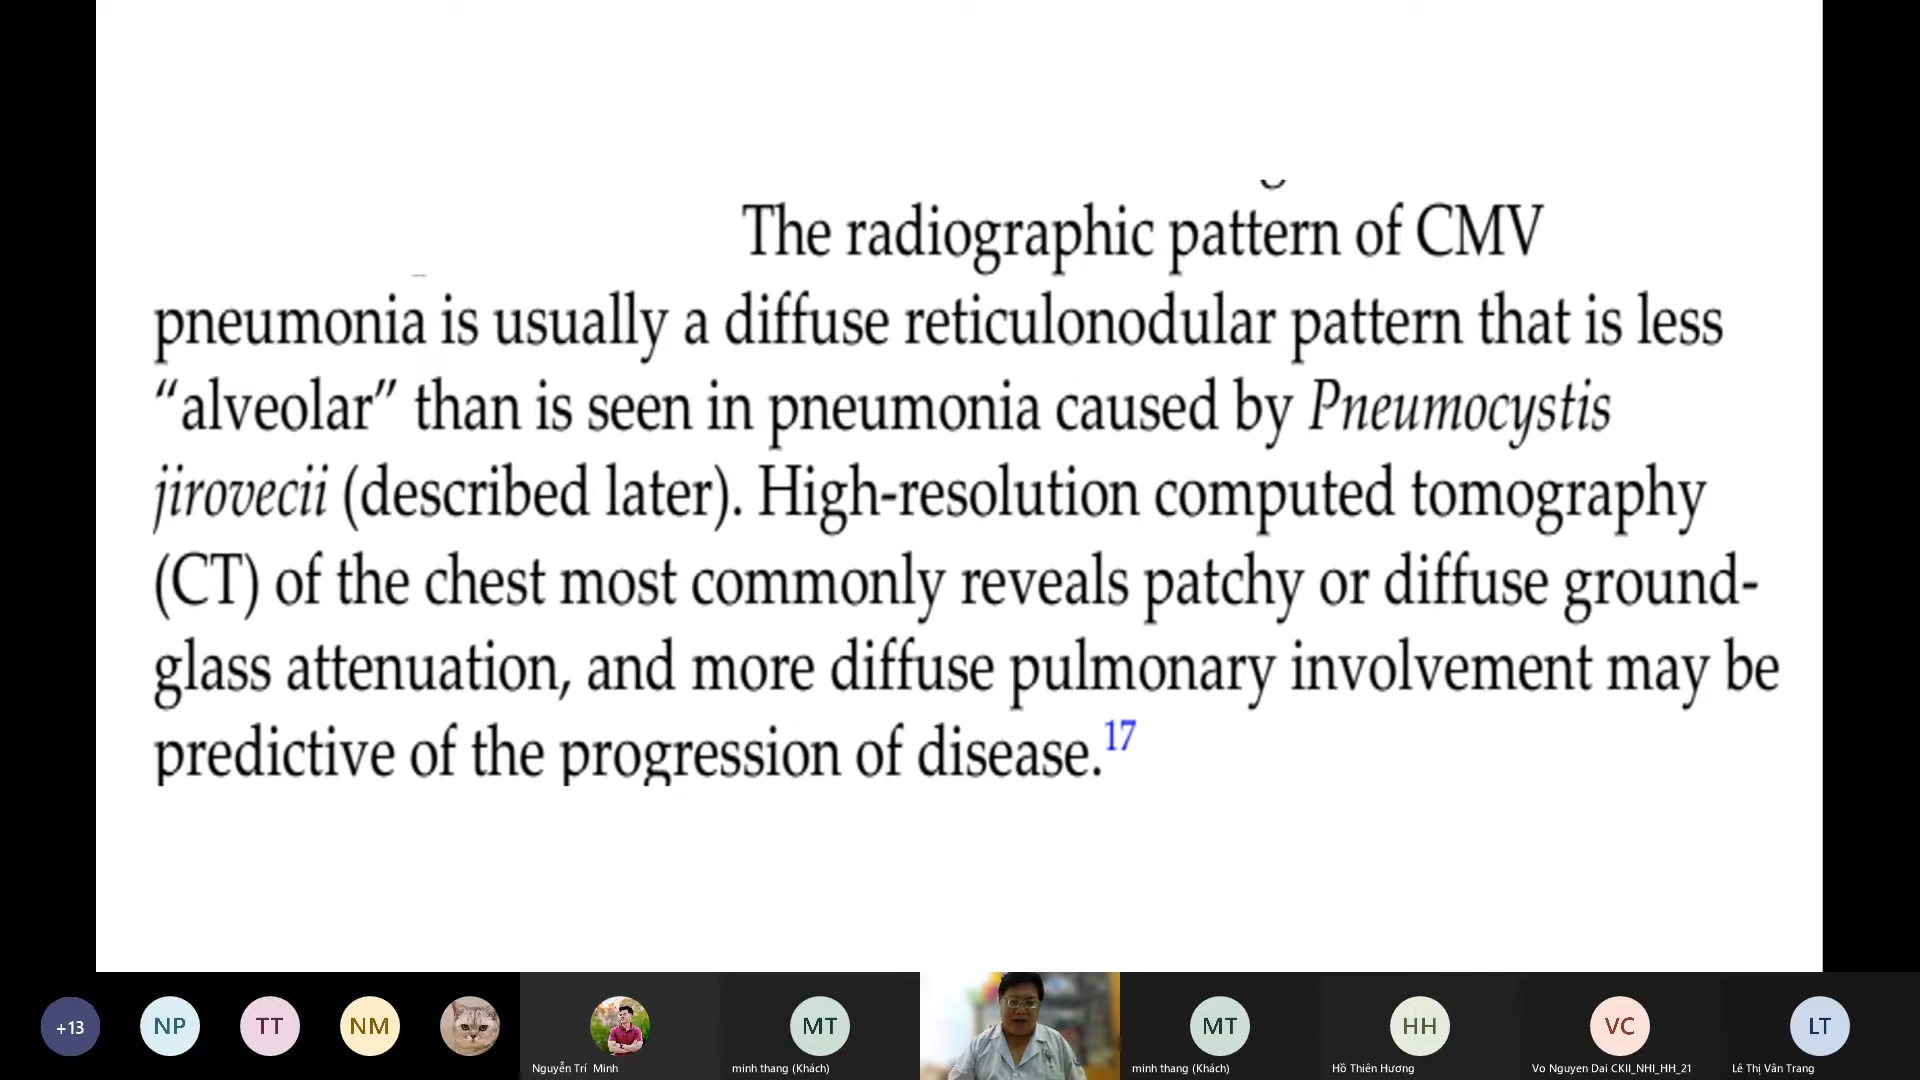 The radiographic pattern of CMV
pneumonia is usually a diffuse reticulonodular pattern that is less
“alveolar” than is seen in pneumonia caused by Pneumocystis
jirovecii (described later). High-resolution computed tomography
(CT) of the chest most commonly reveals patchy or diffuse ground-
glass attenuation, and more diffuse pulmonary involvement may be
predictive of the progression of disease.17
+13
NP
TT
NM
Nguyễn Trí Minh
MT
minh thang (Khách)
MT
minh thang (Khách)
HH
Hồ Thiên Hương
VC
Vo Nguyen Dai CKII_NHI_HH_21
LT
Lê Thị Vân Trang